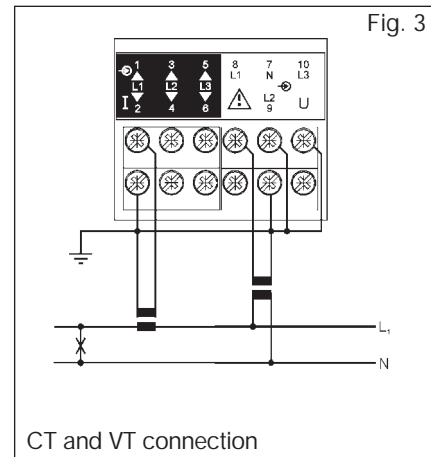 Fig. 3
1 3 5 8 7 10
L1 N L3
L1 L2 L3
I L2 U
2 4 6 9
L1
N
CT and VT connection